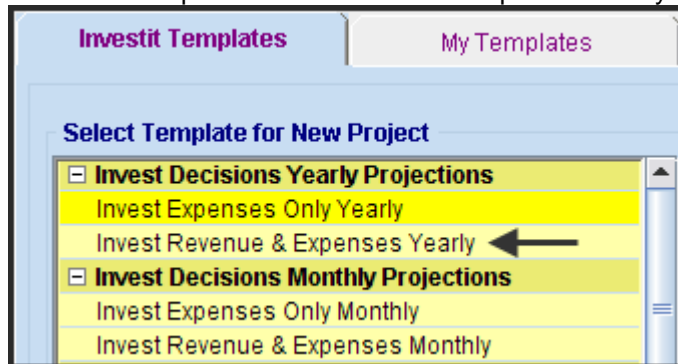 Investit Templates
My Templates
Select Template for New Project
Invest Decisions Yearly Projections
Invest Expenses Only Yearly
Invest Revenue & Expenses Yearly
Invest Decisions Monthly Projections
Invest Expenses Only Monthly
Invest Revenue & Expenses Monthly